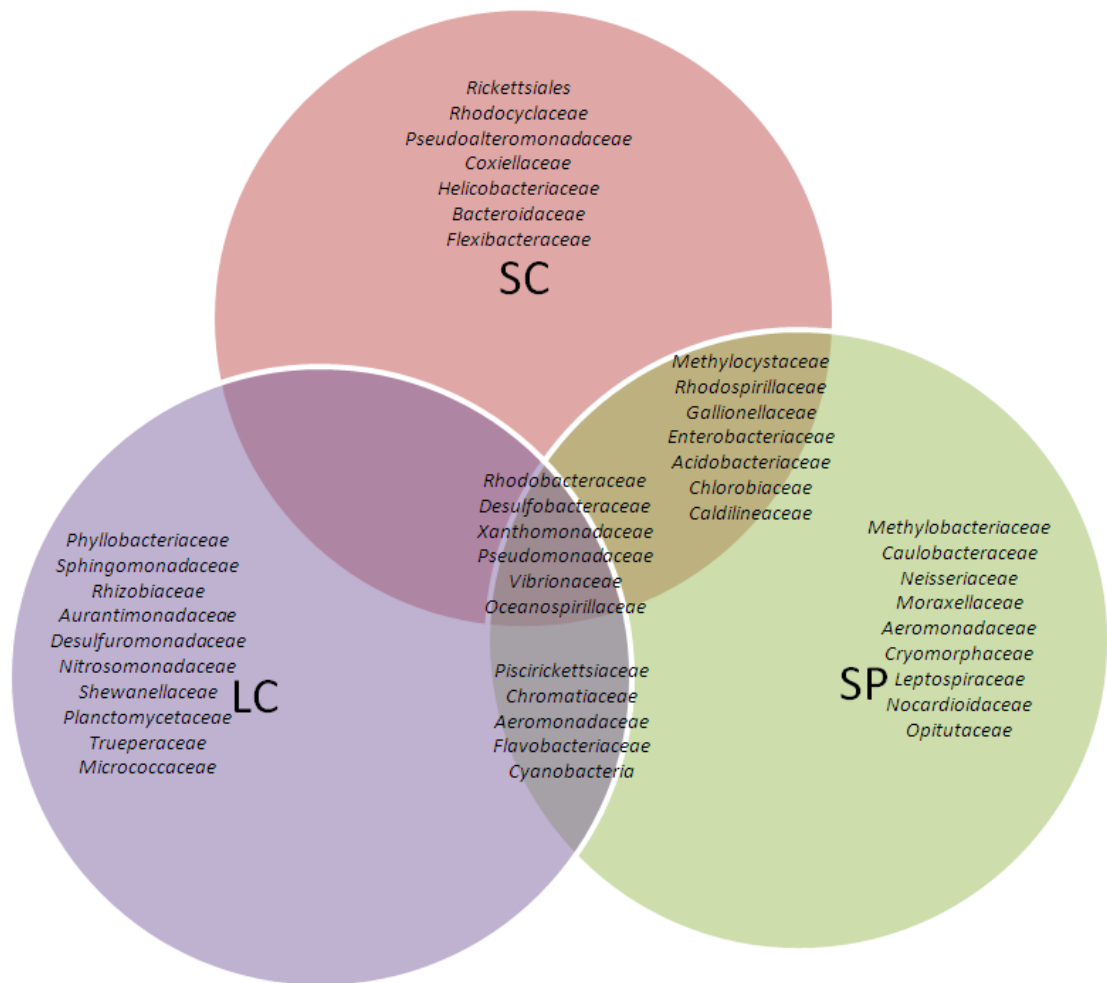 Rickettsiales
Rhodocyclaceae
Pseudoalteromonadaceae
Coxiellaceae
Helicobacteriaceae
Bacteroidaceae
Flexibacteraceae
SC
Methylocystaceae
Rhodospirillaceae
Gallionellaceae
Enterobacteriaceae
Acidobacteriaceae
Chlorobiaceae
Caldilineaceae
Rhodobacteraceae
Desulfobacteraceae
Xanthomonadaceae
Pseudomonadaceae
Vibrionaceae
Oceanospirillaceae
Phyllobacteriaceae
Sphingomonadaceae
Rhizobiaceae
Aurantimonadaceae
Desulfuromonadaceae
Nitrosomonadaceae
Shewanellaceae
Planctomycetaceae
Trueperaceae
Micrococcaceae
LC
Piscirickettsiaceae
Chromatiaceae
Aeromonadaceae
Flavobacteriaceae
Cyanobacteria
Methylobacteriaceae
Caulobacteraceae
Neisseriaceae
Moraxellaceae
Aeromonadaceae
Cryomorphaceae
Leptospiraceae
Nocardioidaceae
Opitutaceae
SP